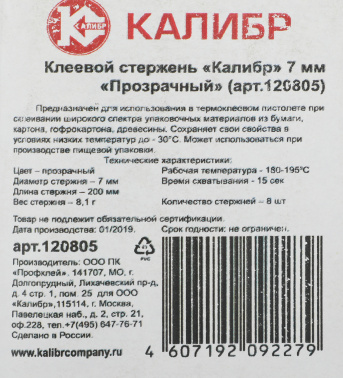 КАЛИБР
Клеевой стержень «Калибр» 7 мм
«Прозрачный» (арт.120805)
Предназначен для использования в термоклеевом пистолете при
склеивании широкого спектра упаковочных материалов из бумаги,
картона, гофрокартона, древесины. Сохраняет свои свойства в
условиях низких температур до - 30°С. Может использоваться при
производстве пищевой упаковки.
Технические характеристики:
Цвет – прозрачный Рабочая температура - 180-195°С
Диаметр стержня – 7 мм Время схватывания - 15 сек
Длина стержня – 200 мм
Вес стержня – 8,1 г Количество стержней – 8 шт
Товар не подлежит обязательной сертификации.
Дата производства: 01/2019. Срок годности: не ограничен.
арт.120805
Производитель: ООО ПК
«Профклей». 141707, МО, г.
Долгопрудный, Лихачевский пр-д,
д. 4 стр. 1, пом. 25 для ООО
«Калибр»,115114, г. Москва,
Павелецкая наб., д. 2, стр. 21,
оф.228, тел.+7(495) 647-76-71
Сделано в России.
www.kalibrcompany.ru
4 607192 092279